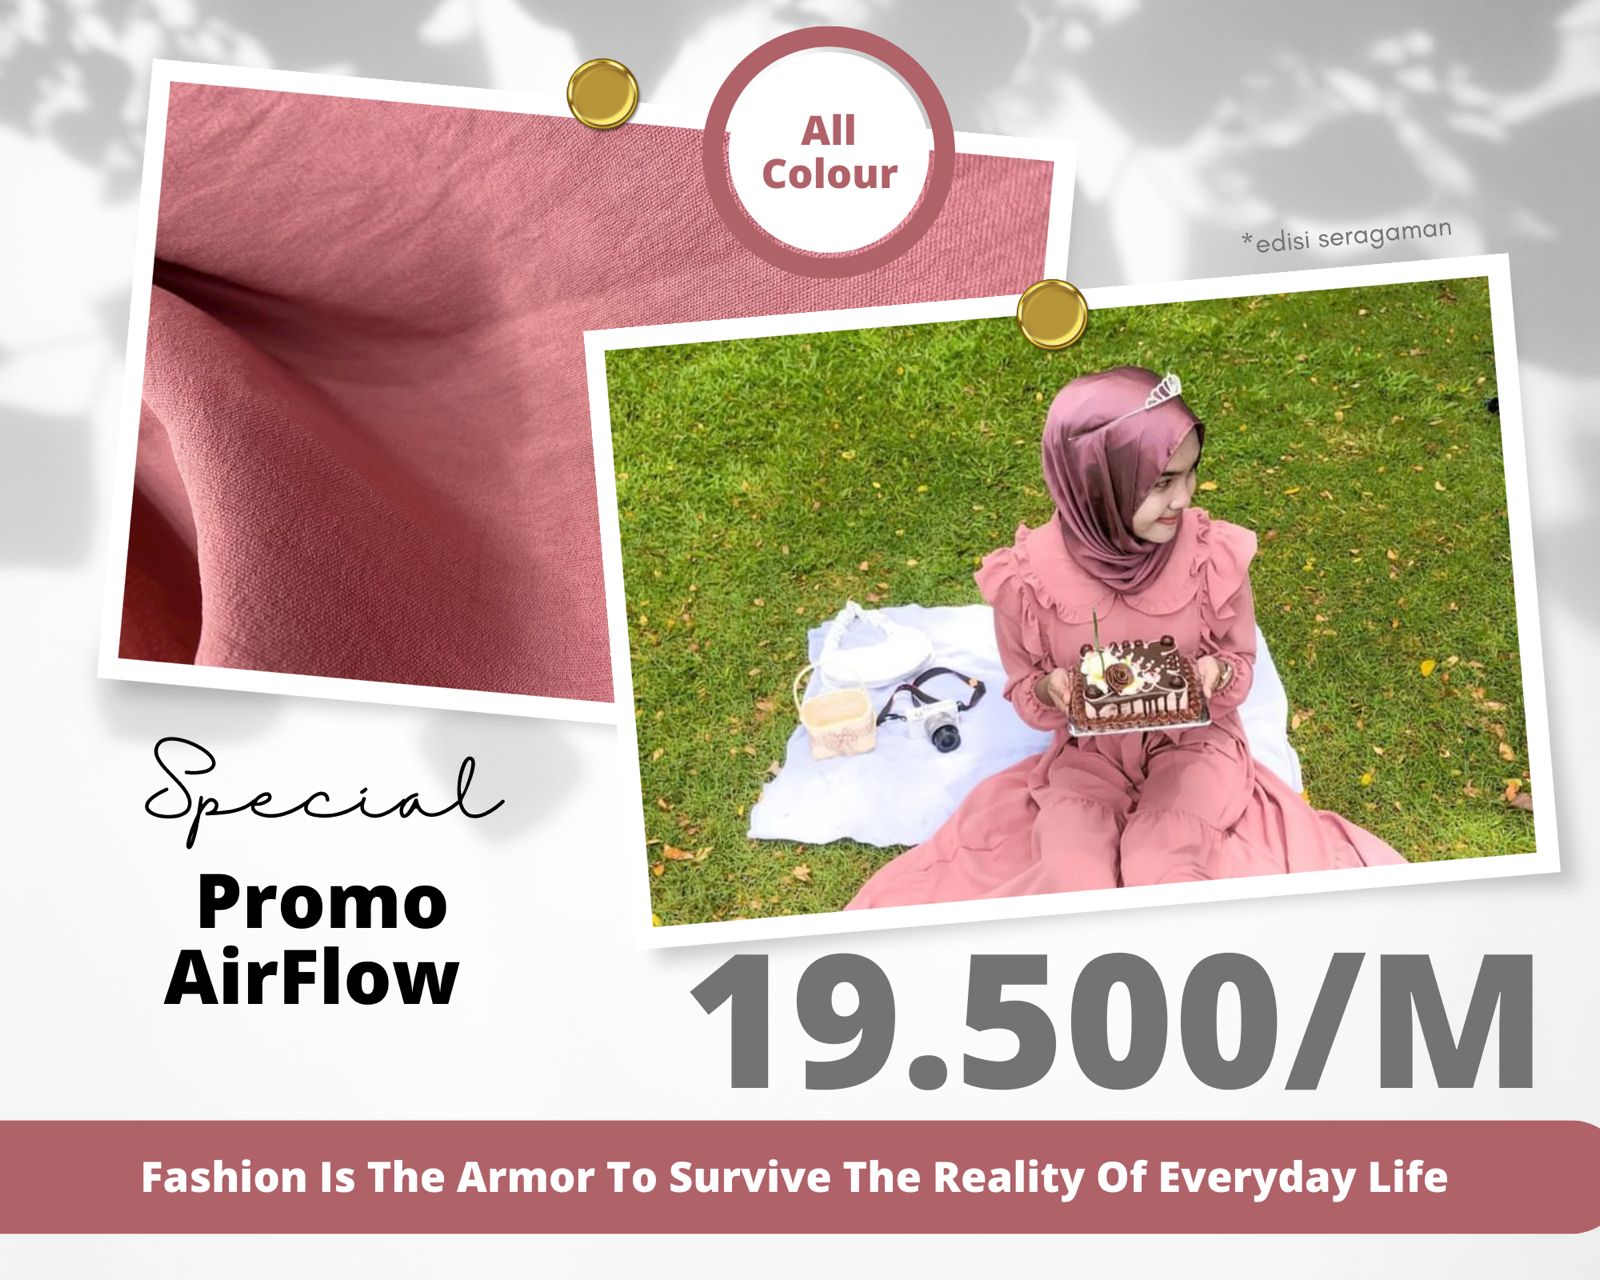 All
Colour
*edisi seragaman
Special
Promo
AirFlow
19.500/M
Fashion Is The Armor To Survive The Reality Of Everyday Life